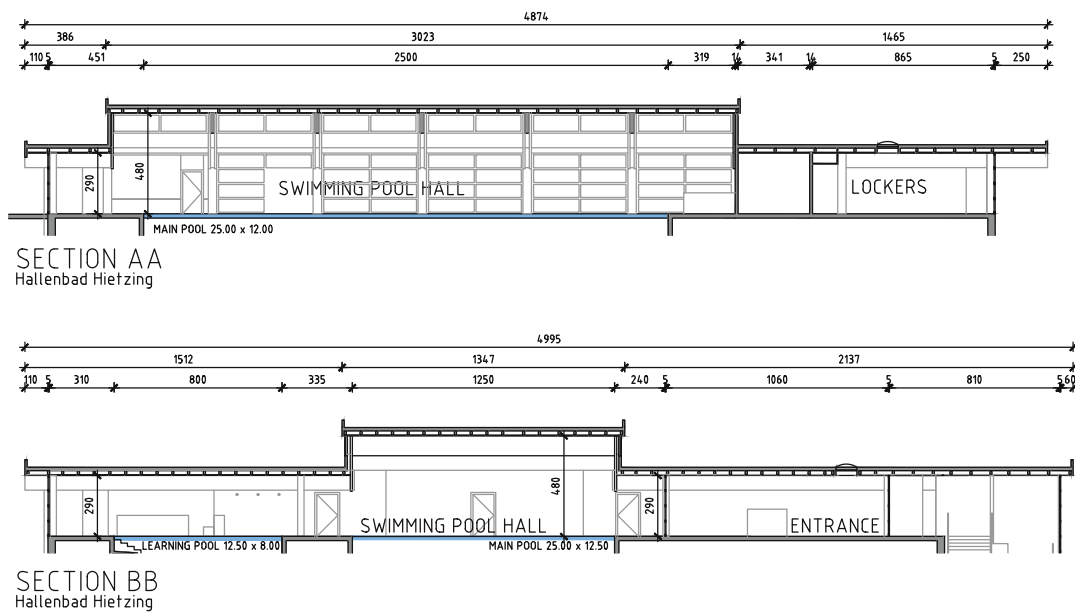 4874
386 3023 1465
110 5 451 2500 319 14 341 14 865 5 250
290 480 SWIMMING POOL HALL LOCKERS
MAIN POOL 25.00 x 12.00
SECTION AA
Hallenbad Hietzing
4995
1512 1347 2137
110 5 310 800 335 1250 240 5 1060 5 810 5 60
290 SWIMMING POOL HALL 480 290 ENTRANCE
LEARNING POOL 12.50 x 8.00 MAIN POOL 25.00 x 12.50
SECTION BB
Hallenbad Hietzing